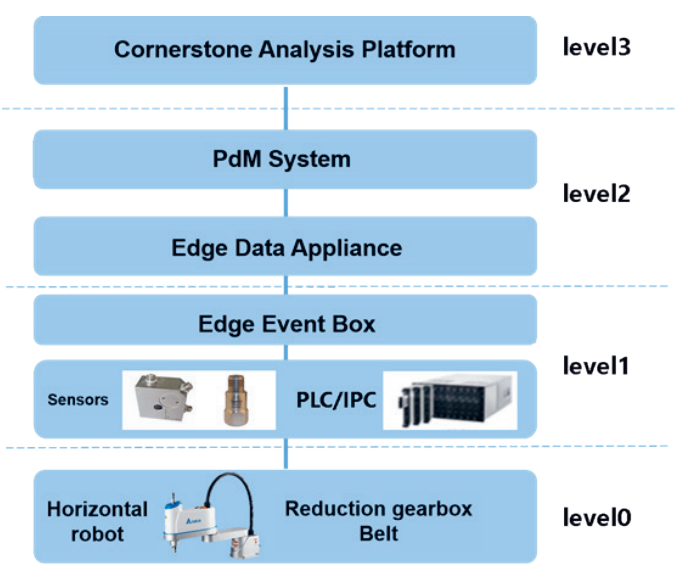 Cornerstone Analysis Platform
level3
PdM System
level2
Edge Data Appliance
Edge Event Box
level1
Sensors
PLC/IPC
Horizontal
robot
Reduction gearbox
Belt
level0